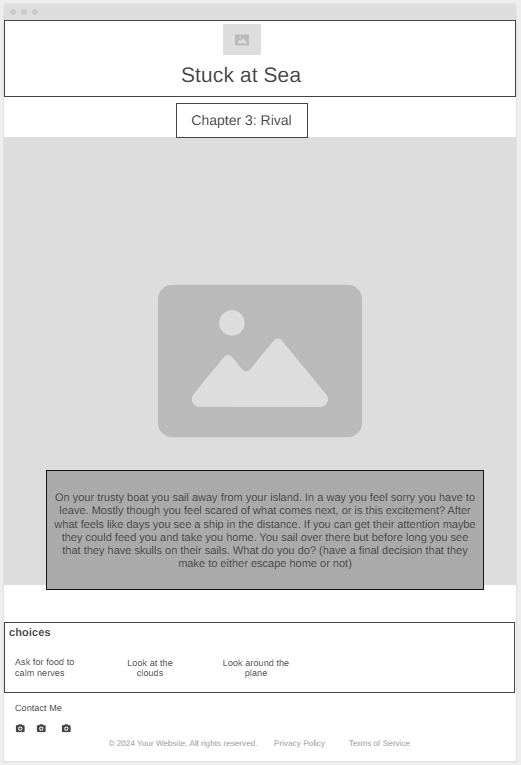 Stuck at Sea
Chapter 3: Rival
On your trusty boat you sail away from your island. In a way you feel sorry you have to
leave. Mostly though you feel scared of what comes next, or is this excitement? After
what feels like days you see a ship in the distance. If you can get their attention maybe
they could feed you and take you home. You sail over there but before long you see
that they have skulls on their sails. What do you do? (have a final decision that they
make to either escape home or not)
choices
Ask for food to
calm nerves
Look at the
clouds
Look around the
plane
Contact Me
© 2024 Your Website. All rights reserved. Privacy Policy Terms of Service